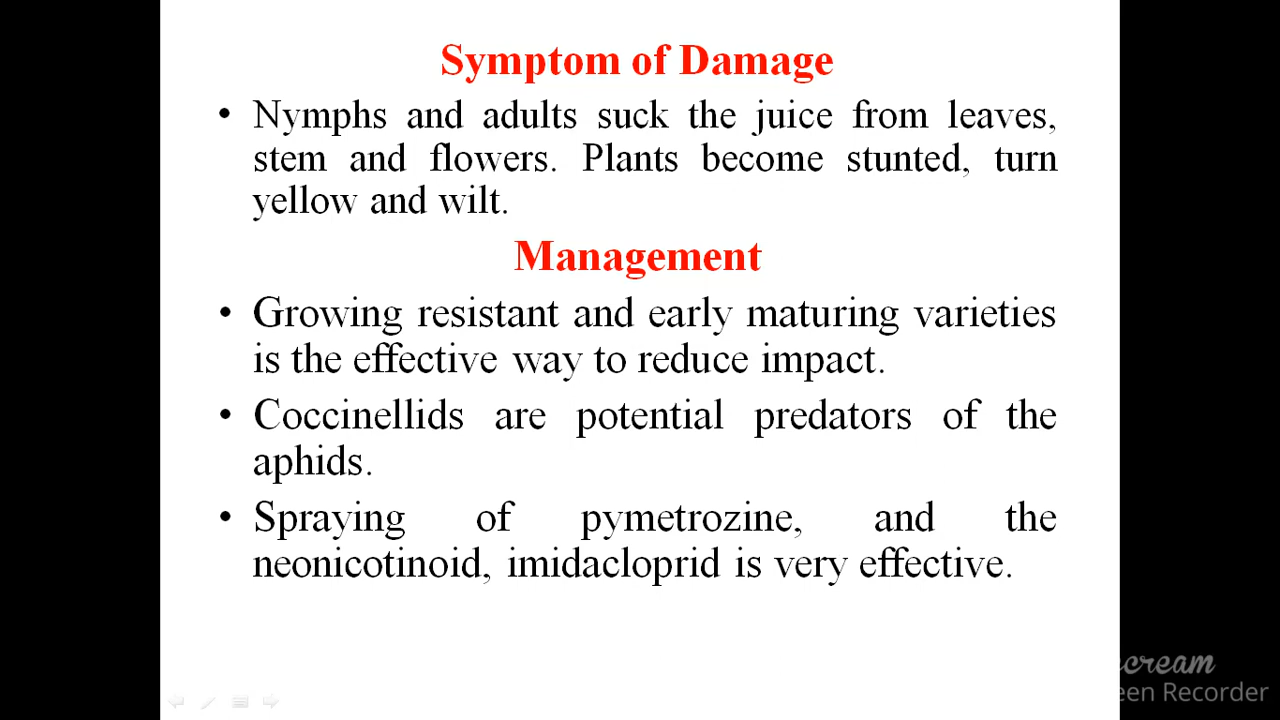 Symptom of Damage
• Nymphs and adults suck the juice from leaves,
stem and flowers. Plants become stunted, turn
yellow and wilt.
Management
• Growing resistant and early maturing varieties
is the effective way to reduce impact.
• Coccinellids are potential predators of the
aphids.
• Spraying of pymetrozine, and the
neonicotinoid, imidacloprid is very effective.
Recorder